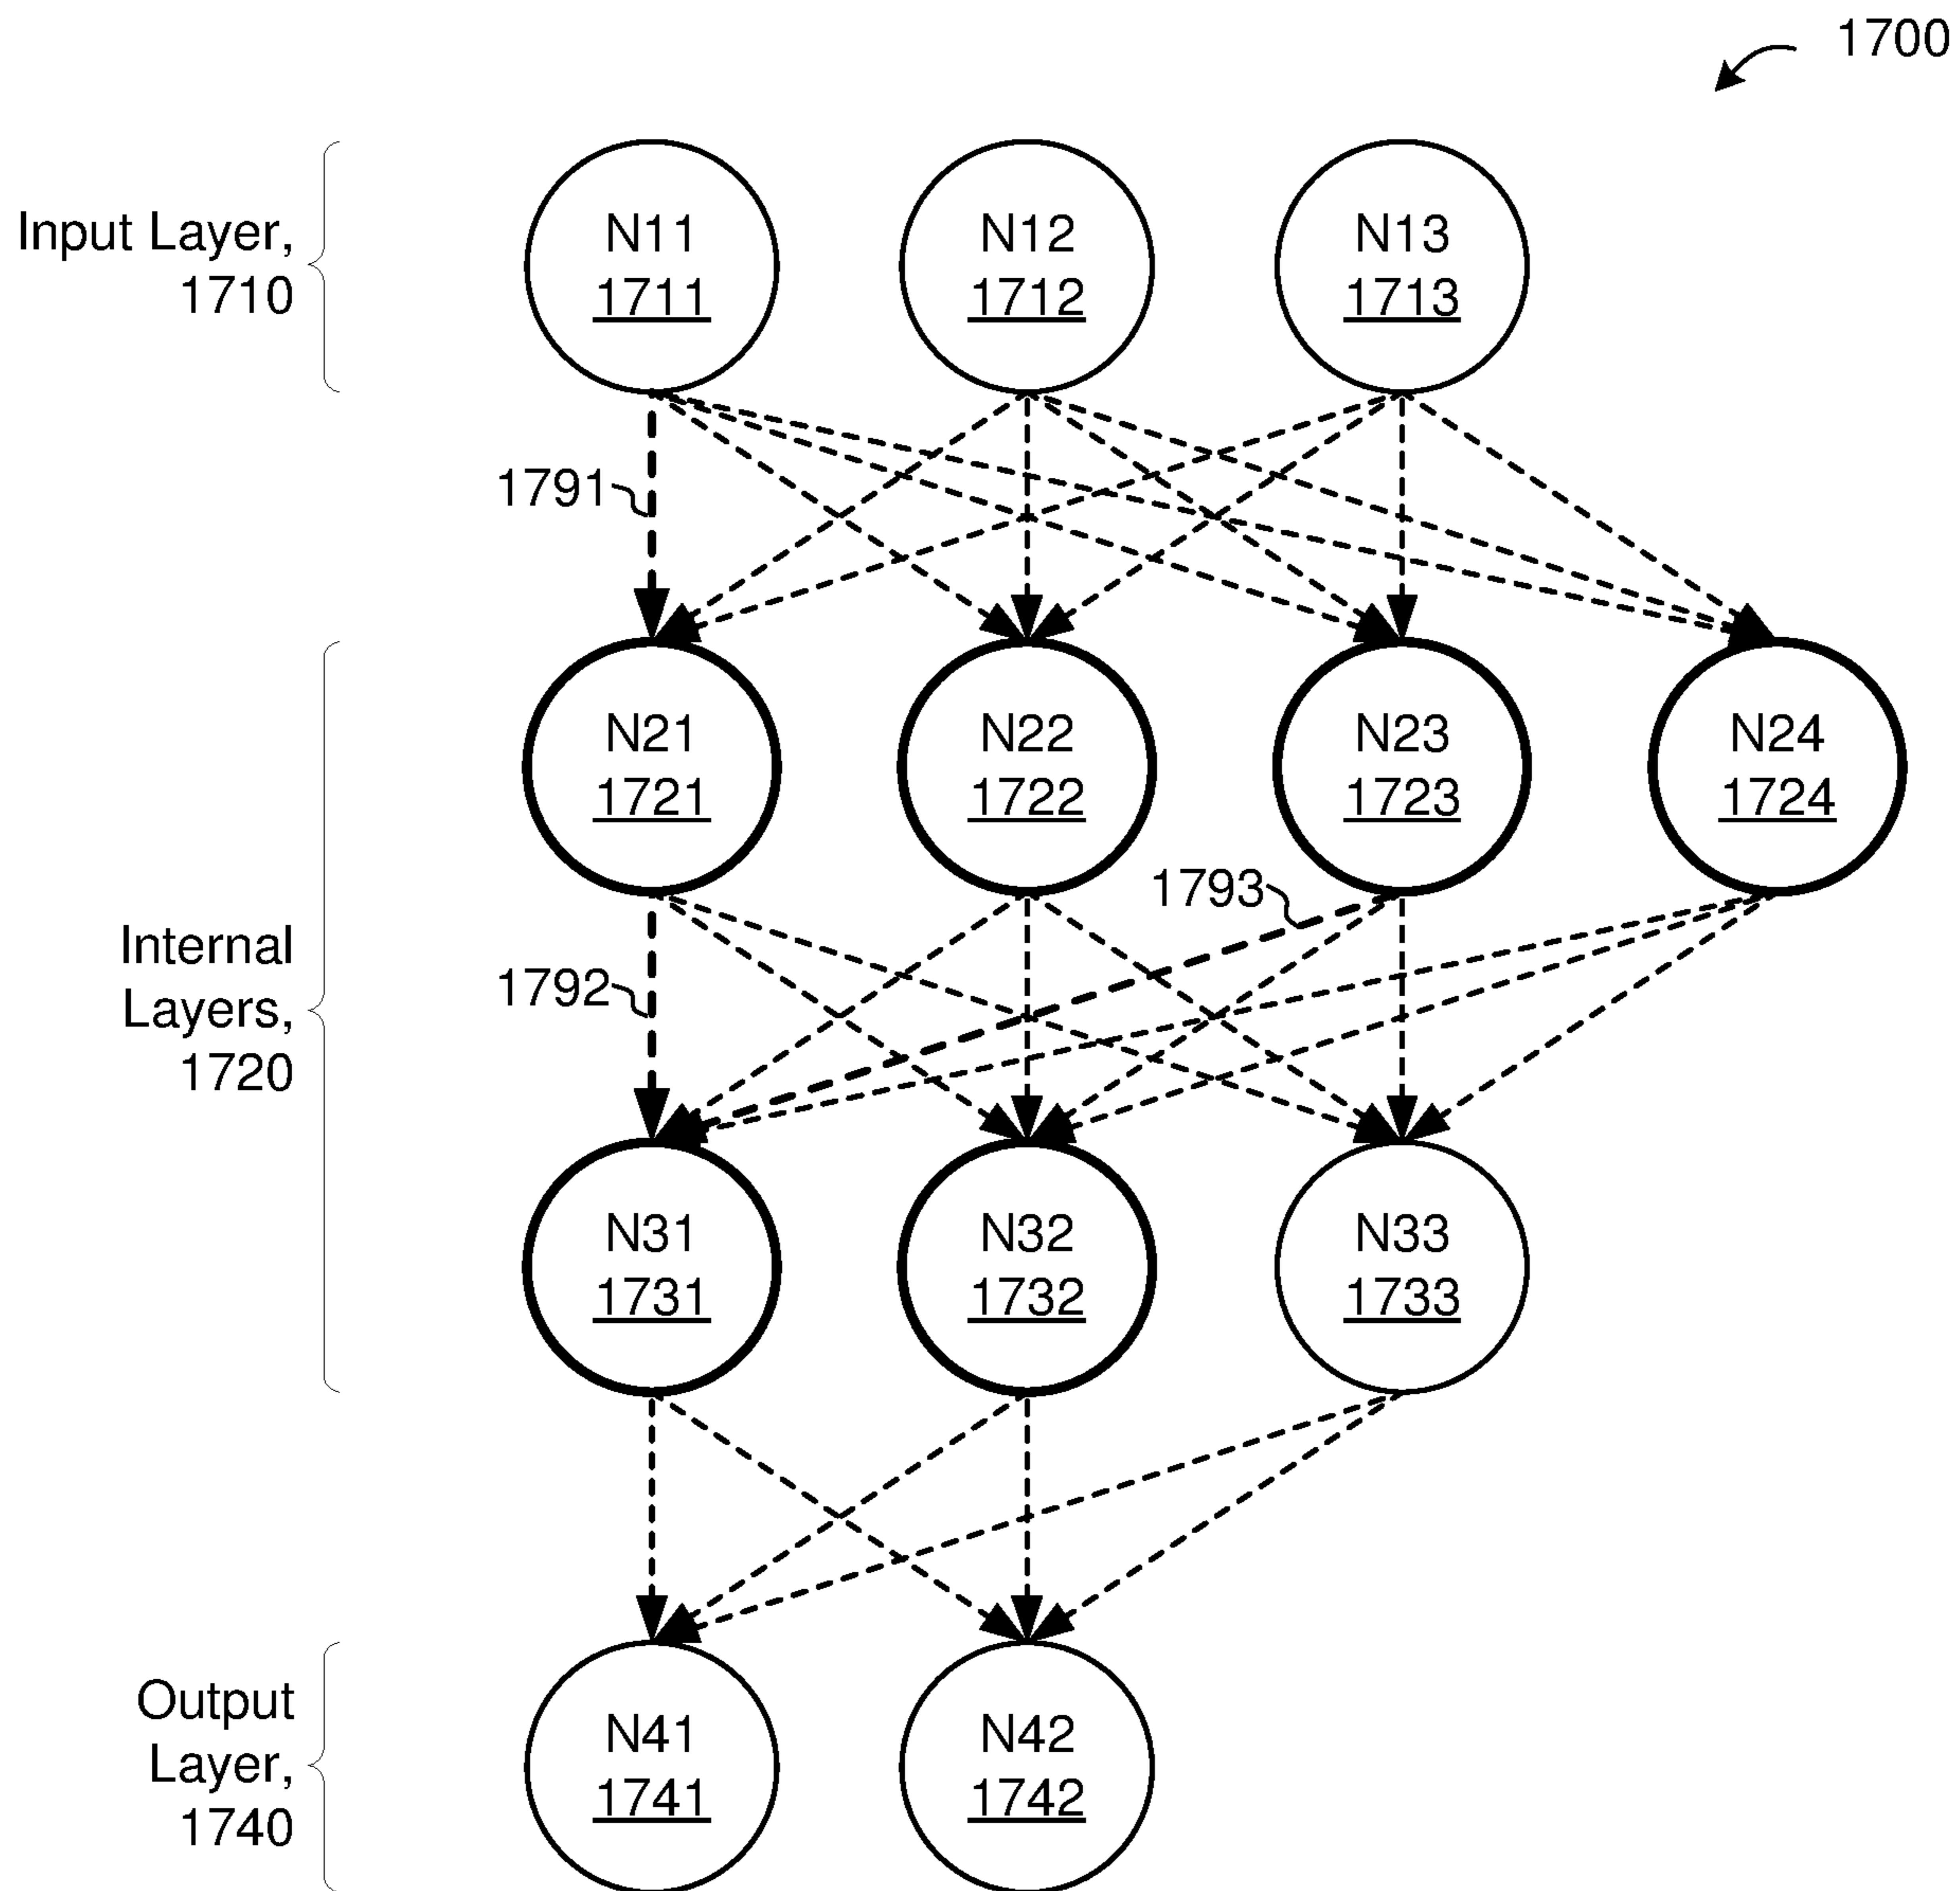 1700
Input Layer,
1710
N11
1711
N12
1712
N13
1713
1791
N21
1721
N22
1722
N23
1723
N24
1724
1793
1792
Internal
Layers,
1720
N31
1731
N32
1732
N33
1733
Output
Layer,
1740
N41
1741
N42
1742